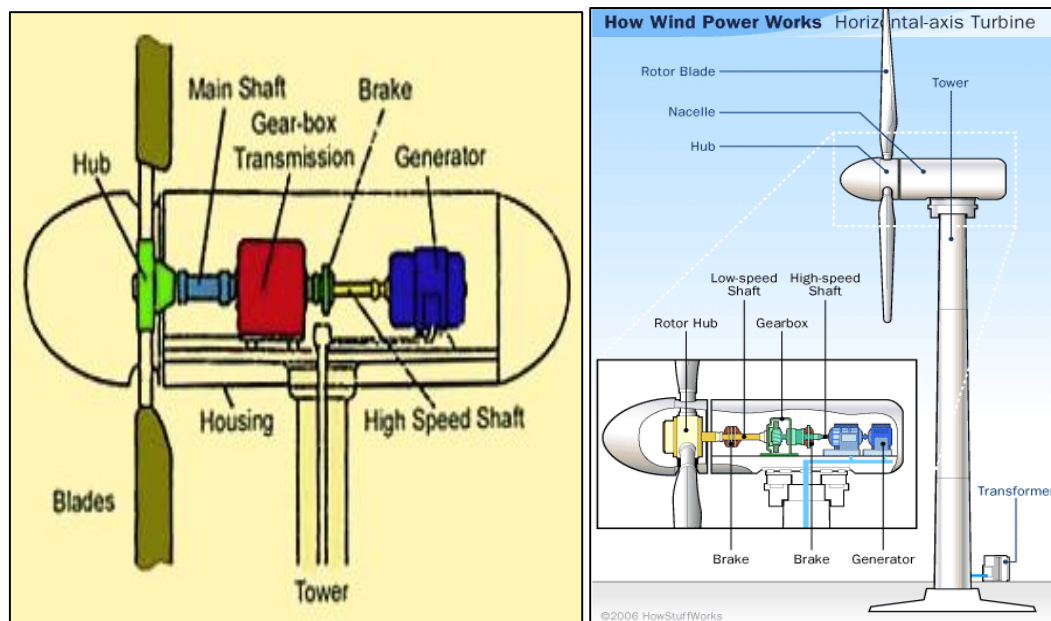 Main Shaft
Brake
Gear-box
Transmission
Generator
Hub
Housing
High Speed Shaft
Blades
Tower
How Wind Power Works Horizontal-axis Turbine
Rotor Blade
Tower
Nacelle
Hub
Low-speed
Shaft
High-speed
Shaft
Rotor Hub
Gearbox
Transformer
Brake
Brake
Generator
©2006 HowStuffWorks